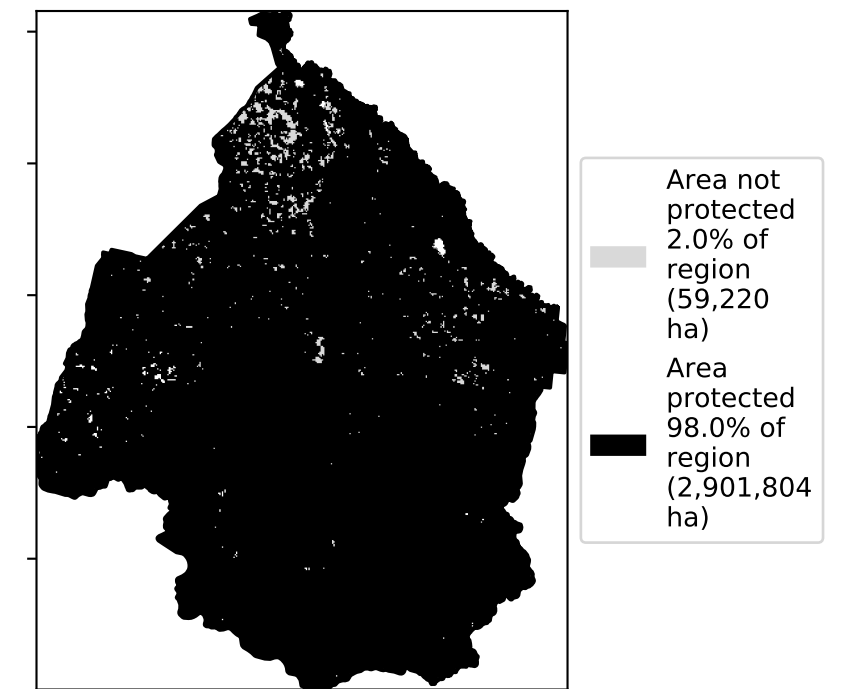 Area not
protected
2.0% of
region
(59,220
ha)
Area
protected
98.0% of
region
(2,901,804
ha)